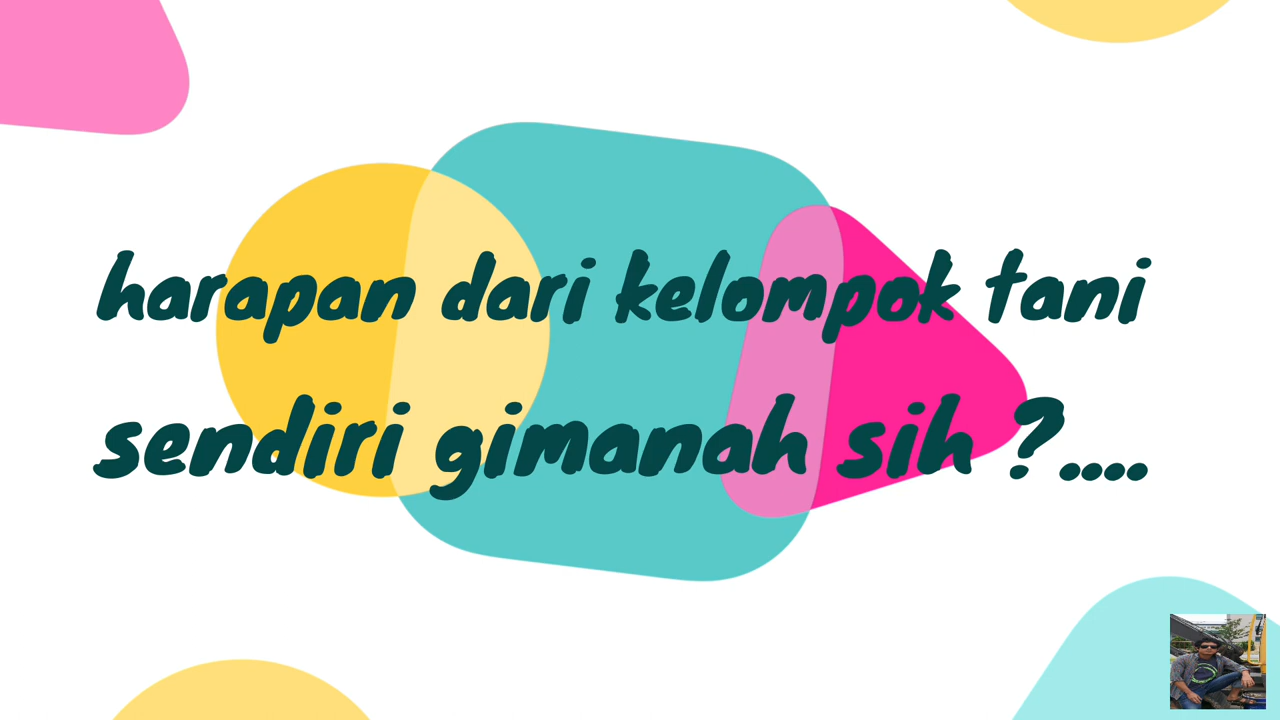 harapan dari kelompok tani
sendiri gimanah sih ?....